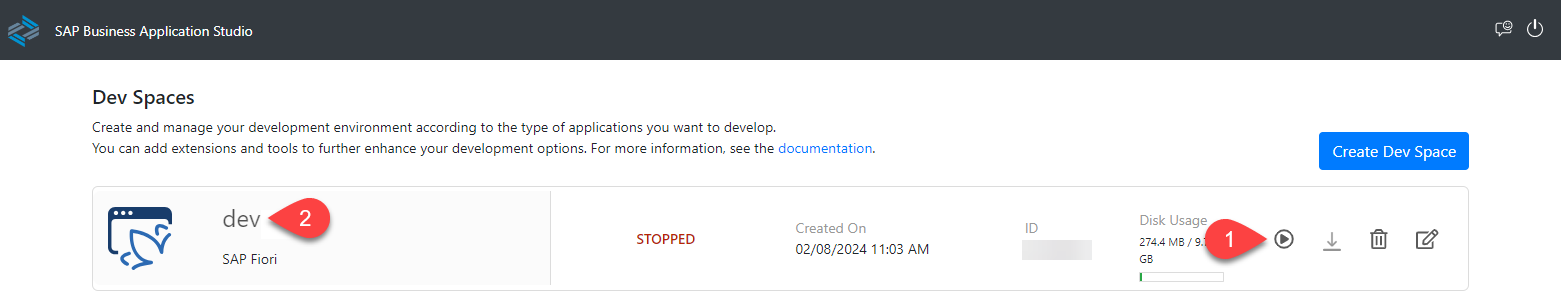 SAP Business Application Studio
Dev Spaces
Create and manage your development environment according to the type of applications you want to develop.
You can add extensions and tools to further enhance your development options. For more information, see the documentation.
Create Dev Space
dev
2
SAP Fiori
STOPPED
Created On
02/08/2024 11:03 AM
ID
Disk Usage
274.4 MB / 9.
GB
1